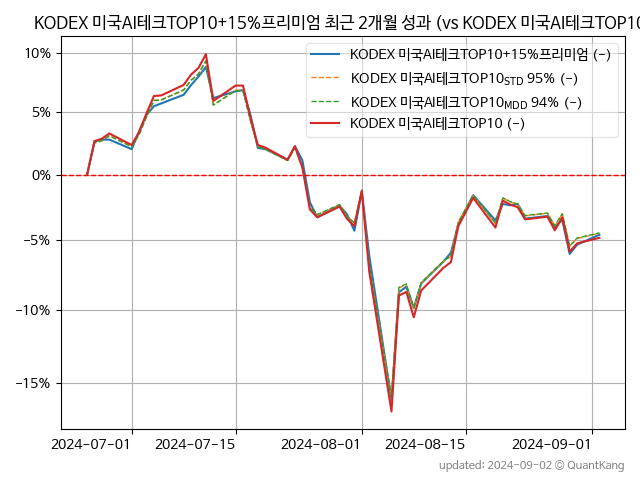 KODEX 미국AI테크TOP10+15%프리미엄 최근 2개월 성과 (vs KODEX 미국AI테크TOP10
KODEX 미국AI테크TOP10+15%프리미엄 (−)
KODEX 미국AI테크TOP10STD 95% (−)
KODEX 미국AI테크TOP10MDD 94% (−)
KODEX 미국AI테크TOP10 (−)
10%
5%
0%
−5%
−10%
−15%
2024-07-01 2024-07-15 2024-08-01 2024-08-15 2024-09-01
updated: 2024-09-02 © QuantKang